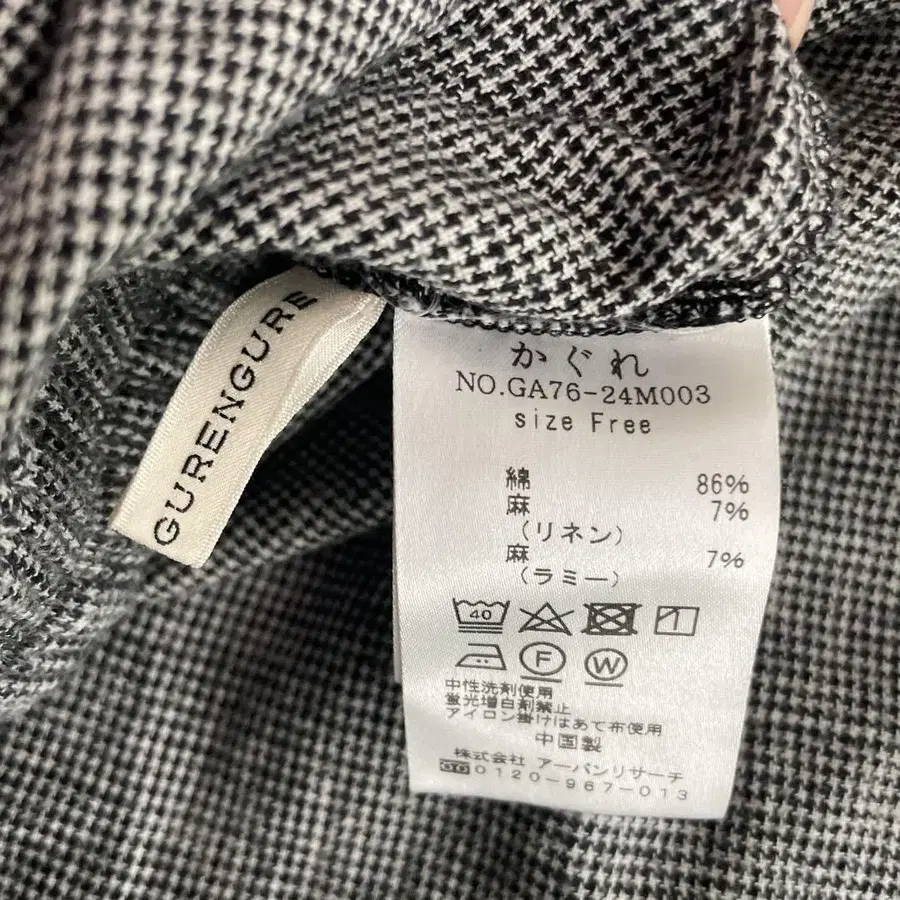 GURENGURE
かぐれ
NO.GA76-24M003
size Free
綿 86%
麻 7%
(リネン)
麻 7%
(ラミー)
40
F W
中性洗剤使用
蛍光増白剤禁止
アイロン掛けはあて布使用
中国製
株式会社 アーバンリサーチ
0120-967-013